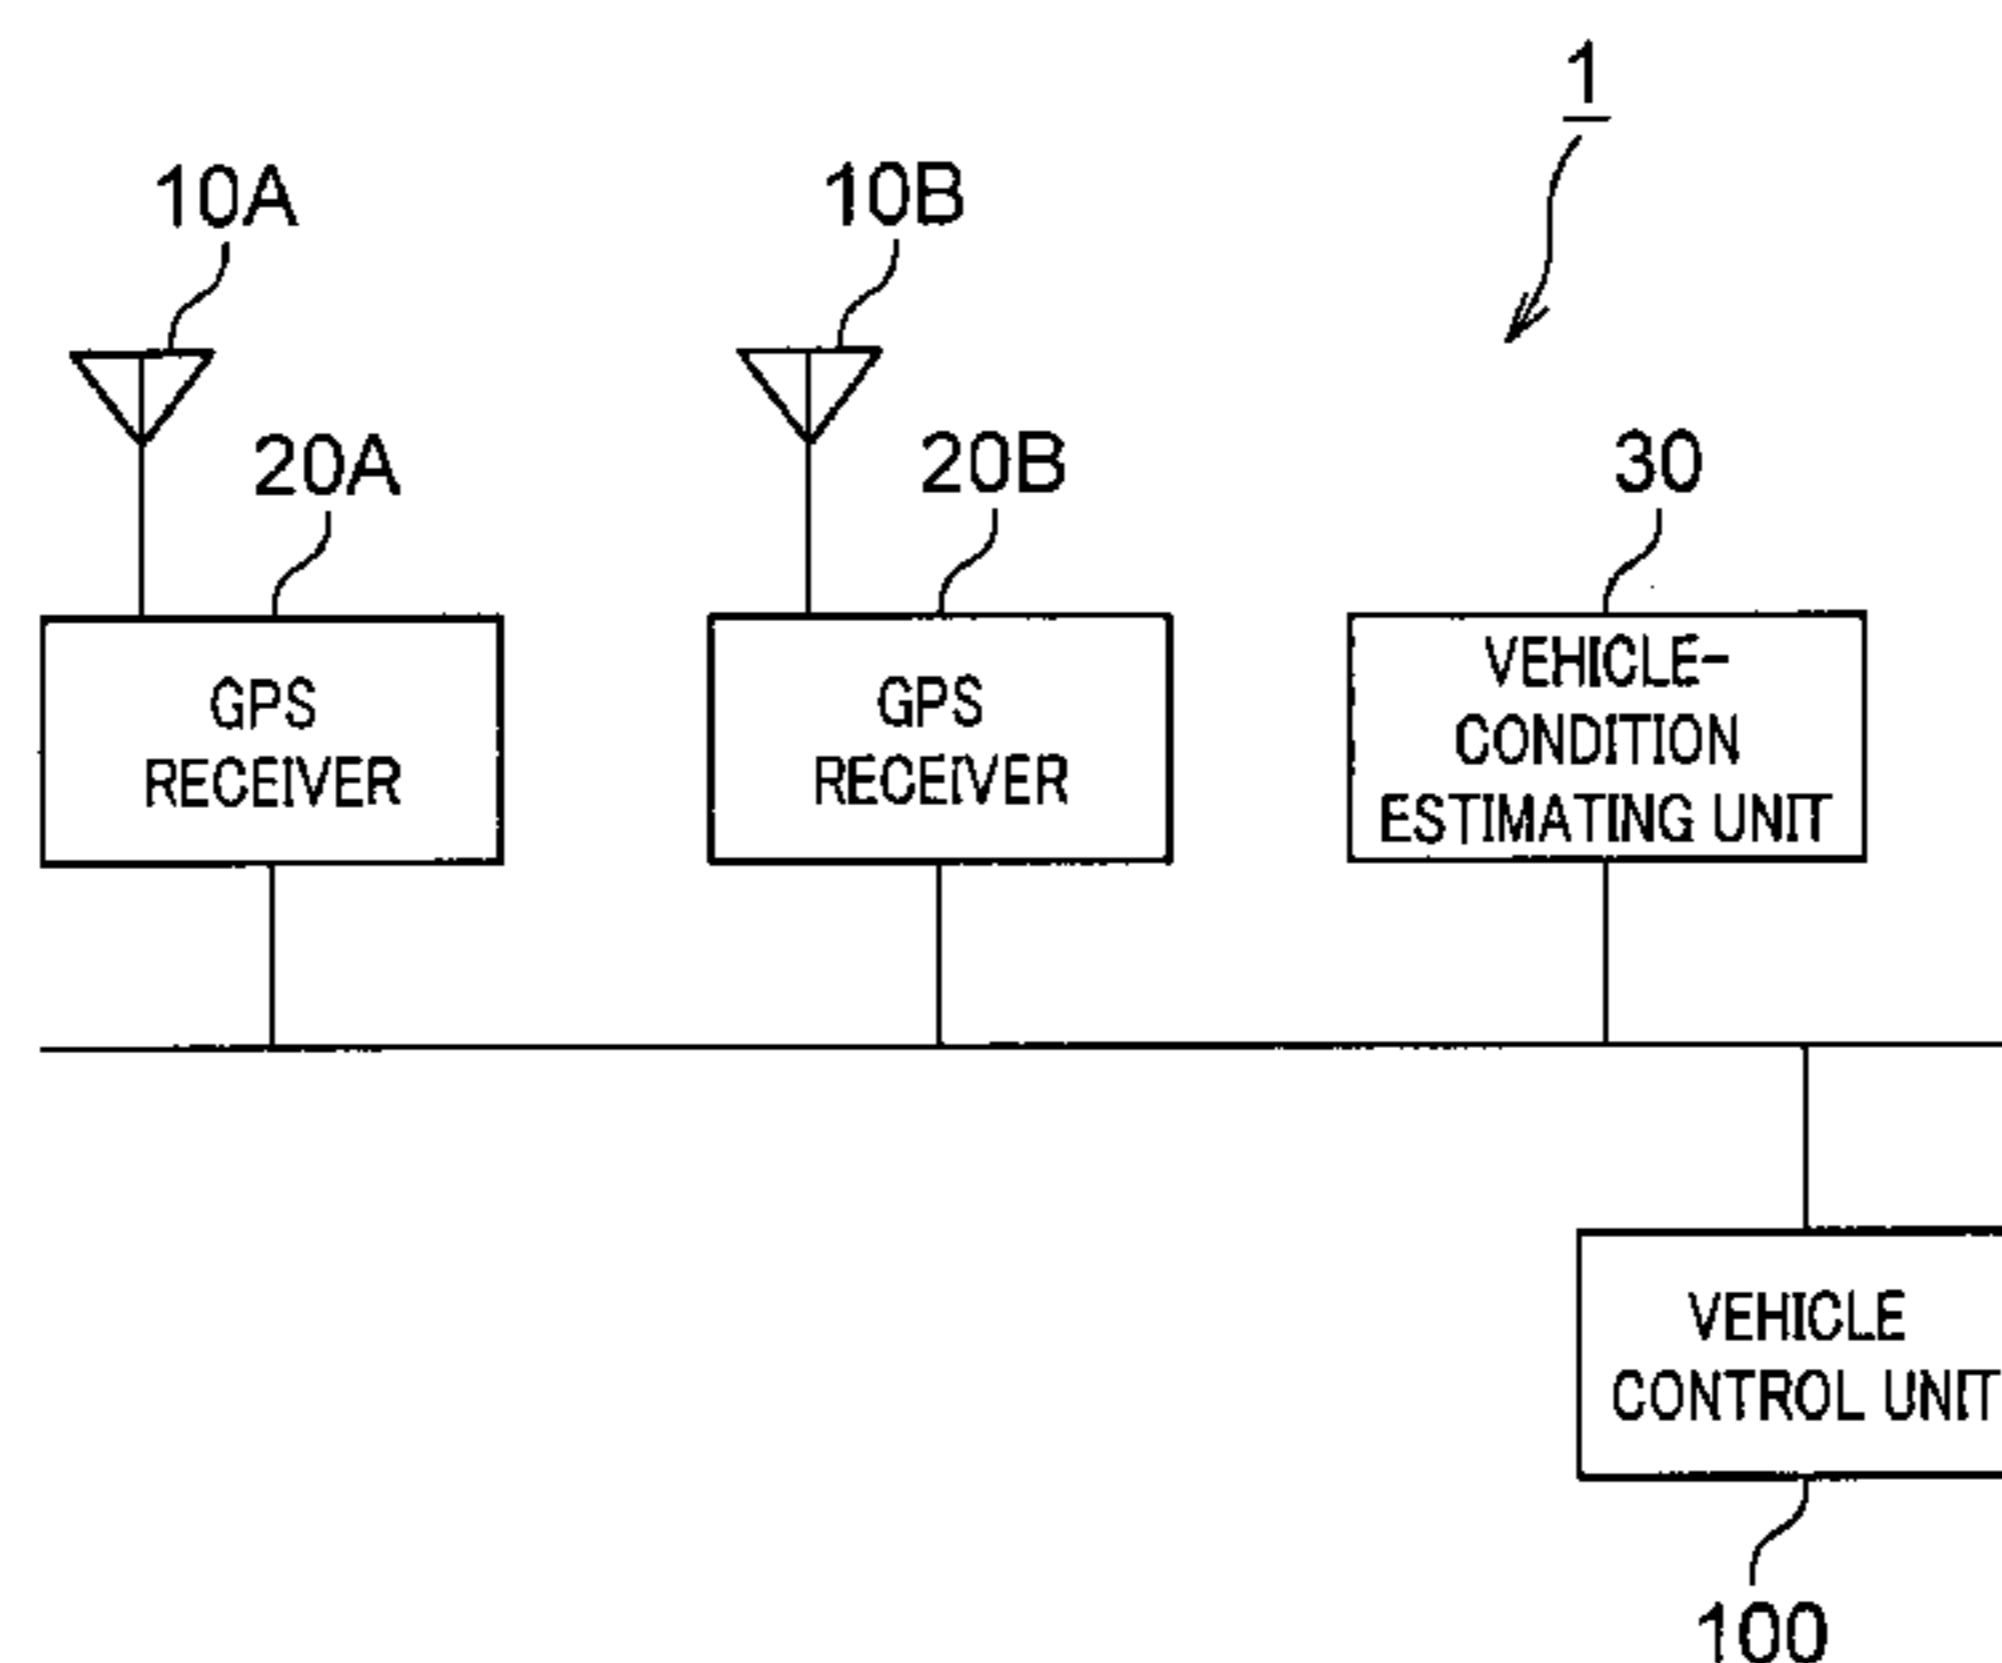 1
10A
10B
20A
20B
30
GPS
RECEIVER
GPS
RECEIVER
VEHICLE-
CONDITION
ESTIMATING UNIT
VEHICLE
CONTROL UNIT
100